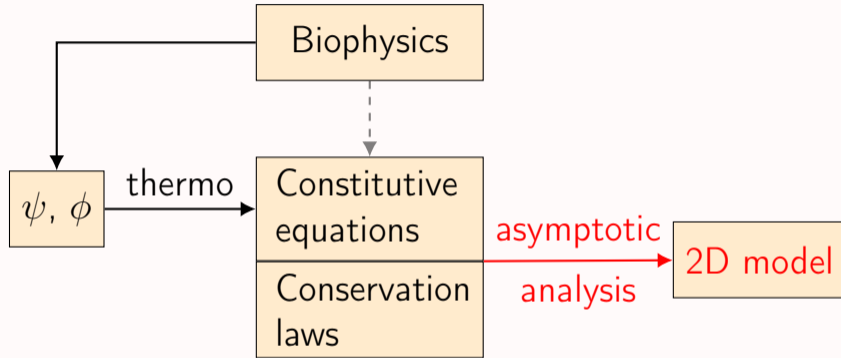 Biophysics
ψ, ϕ
thermo
Constitutive
equations
Conservation
laws
asymptotic
analysis
2D model